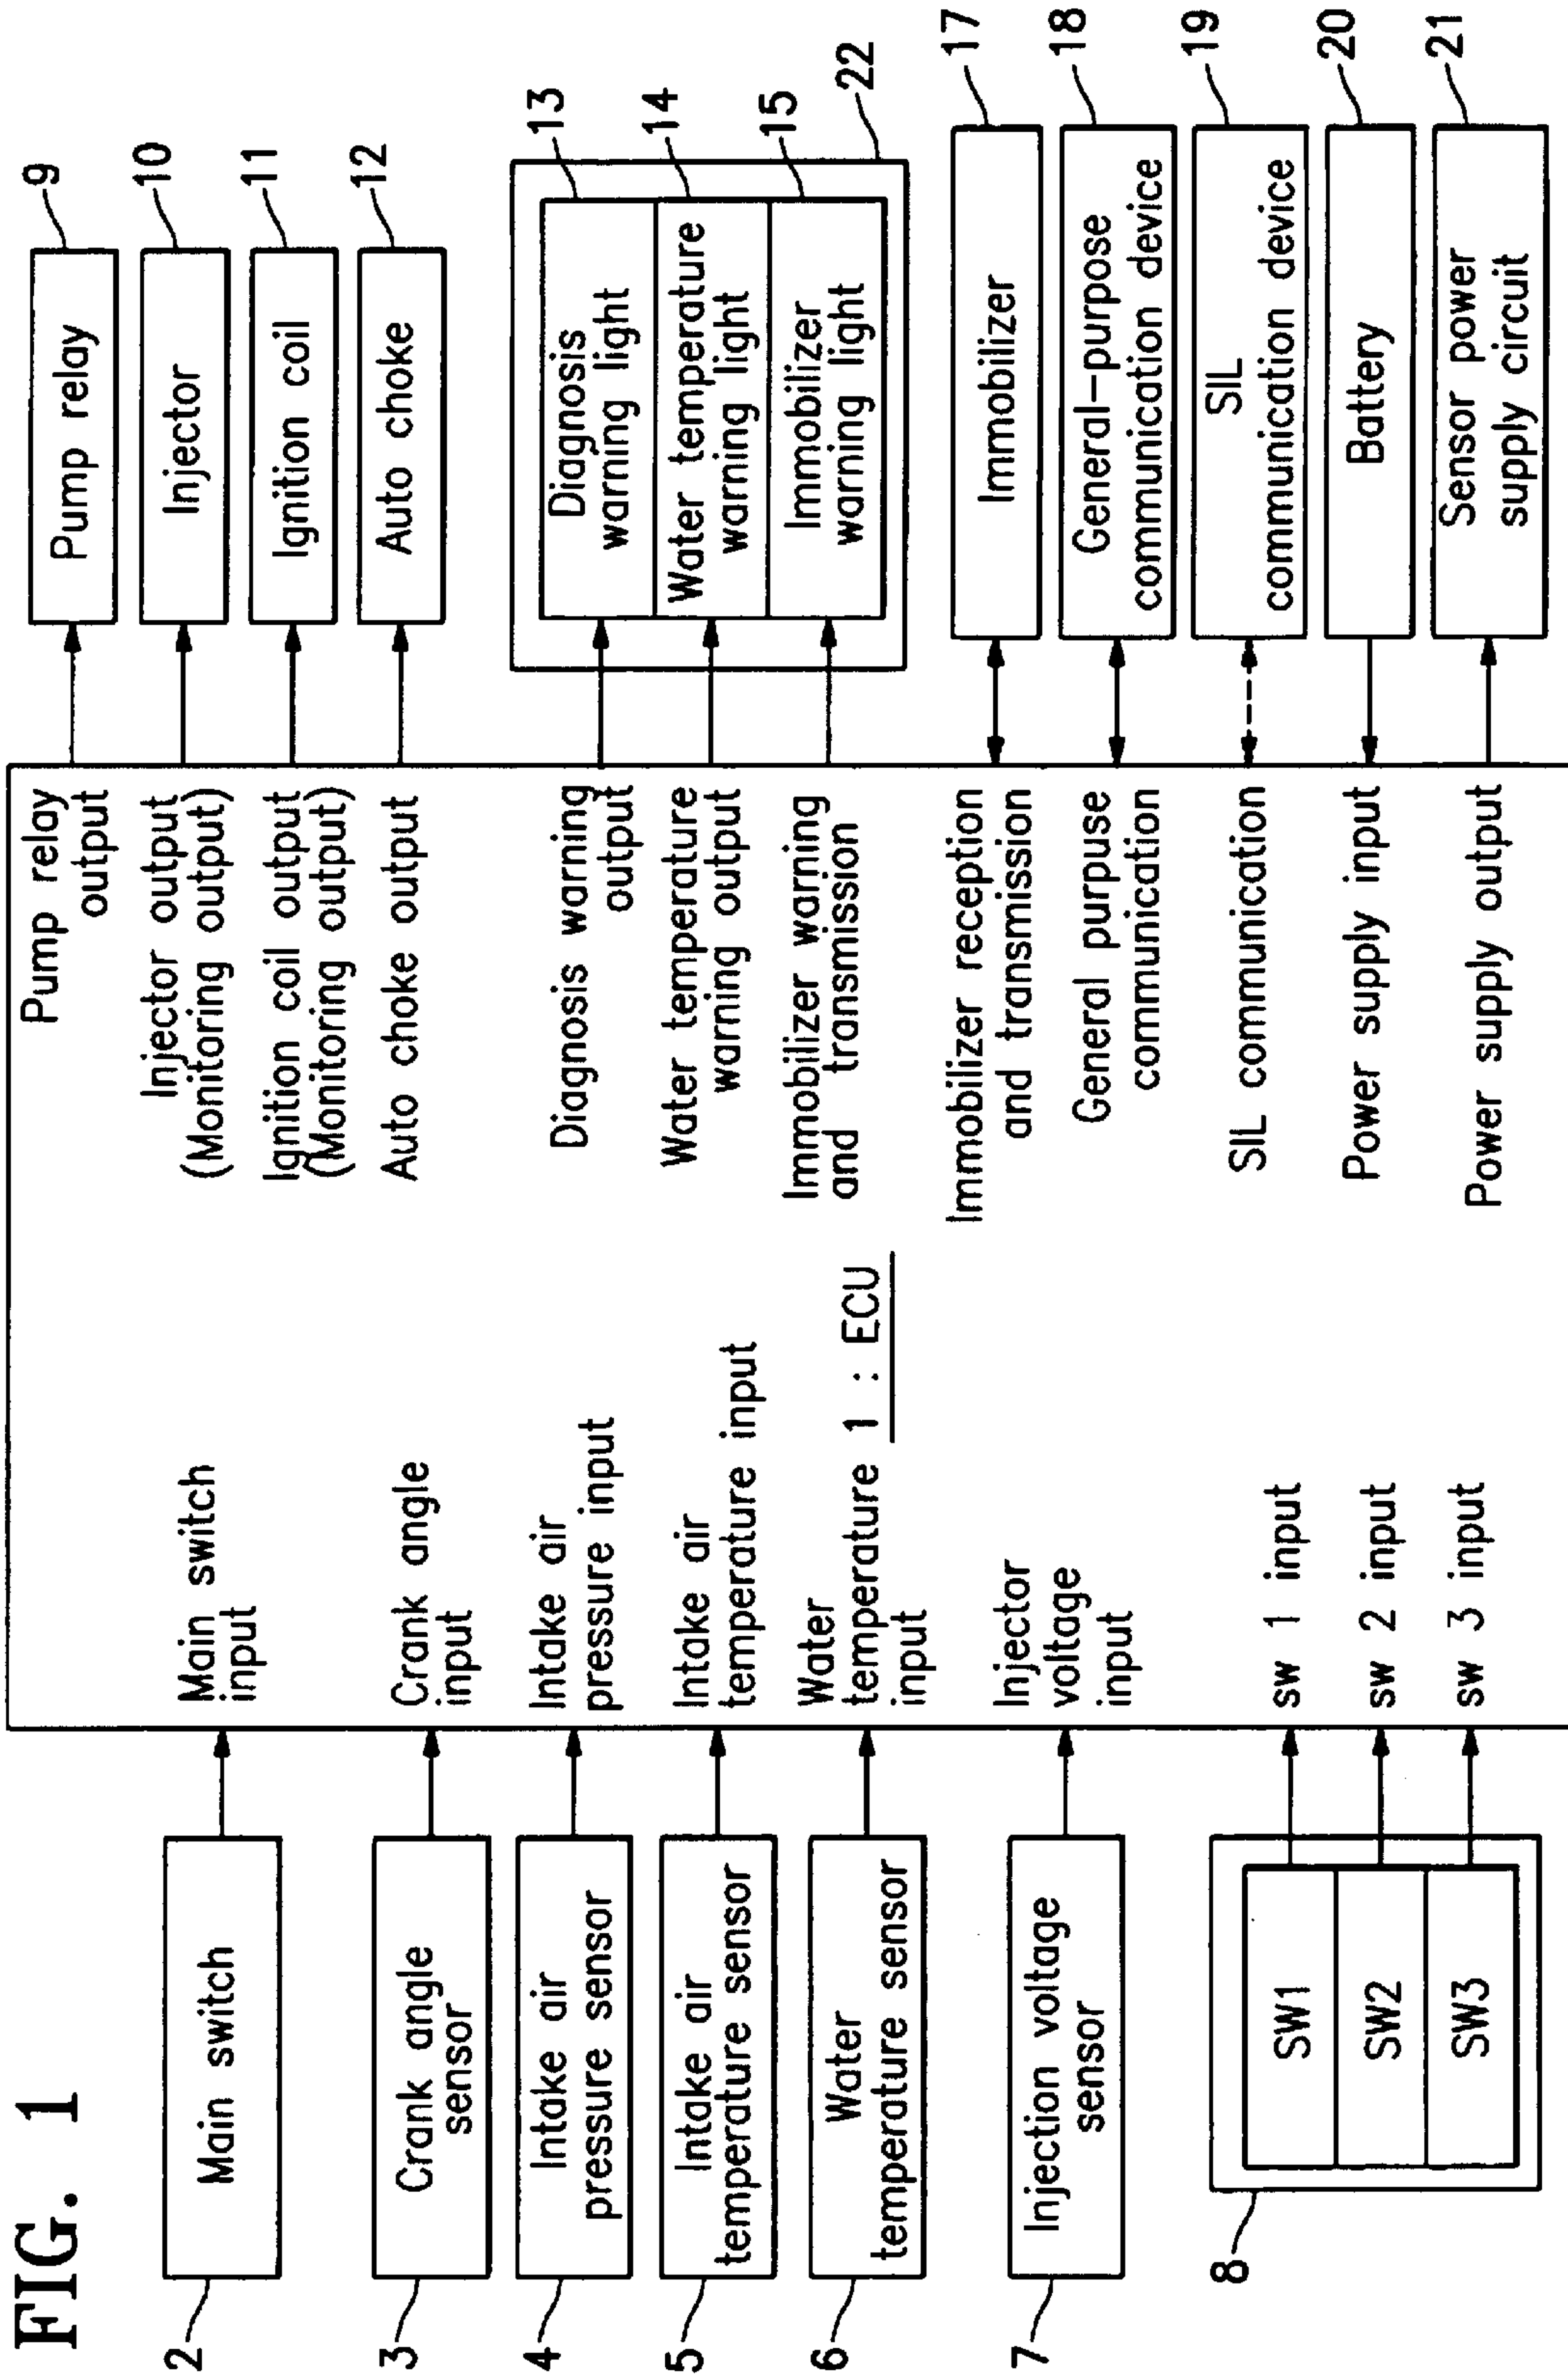 FIG. 1
2
Main switch
3
Crank angle
sensor
4
Intake air
pressure sensor
5
Intake air
temperature sensor
6
Water
temperature sensor
7
Injection voltage
sensor
8
SW1
SW2
SW3
Main switch
input
Crank angle
input
Intake air
pressure input
Intake air
temperature input
Water
temperature
input
1 : ECU
Injector
voltage
input
sw 1 input
sw 2 input
sw 3 input
Pump relay
output
Injector output
(Monitoring output)
Ignition coil output
(Monitoring output)
Auto choke output
Diagnosis warning
output
Water temperature
warning output
Immobilizer warning
and transmission
Immobilizer reception
and transmission
General purpuse
communication
SIL communication
Power supply input
Power supply output
Pump relay
9
Injector
10
Ignition coil
11
Auto choke
12
Diagnosis
warning light
13
Water temperature
warning light
14
Immobilizer
warning light
15
22
Immobilizer
17
General-purpose
communication device
18
SIL
communication device
19
Battery
20
Sensor power
supply circuit
21